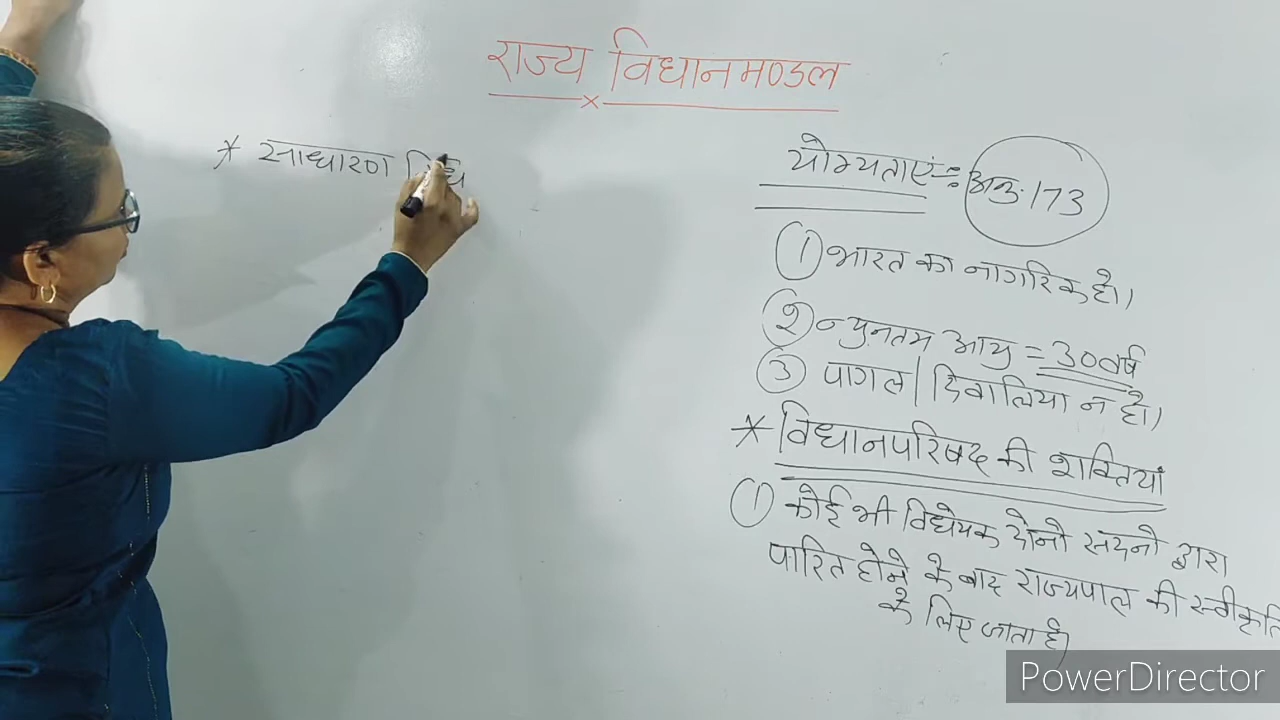 राज्य विधानमण्डल
* साधारण
योग्यताएं =: अनु. 173
① भारत का नागरिक हो।
② न्युनतम आयु = 30 वर्ष
③ पागल | दिवालिया न हो।
* विधानपरिषद की शक्तियां
① कोई भी विधेयक दोनो सदनो द्वारा
पारित होने के बाद राज्यपाल की स्वीकृति
के लिए जाता है।
PowerDirector